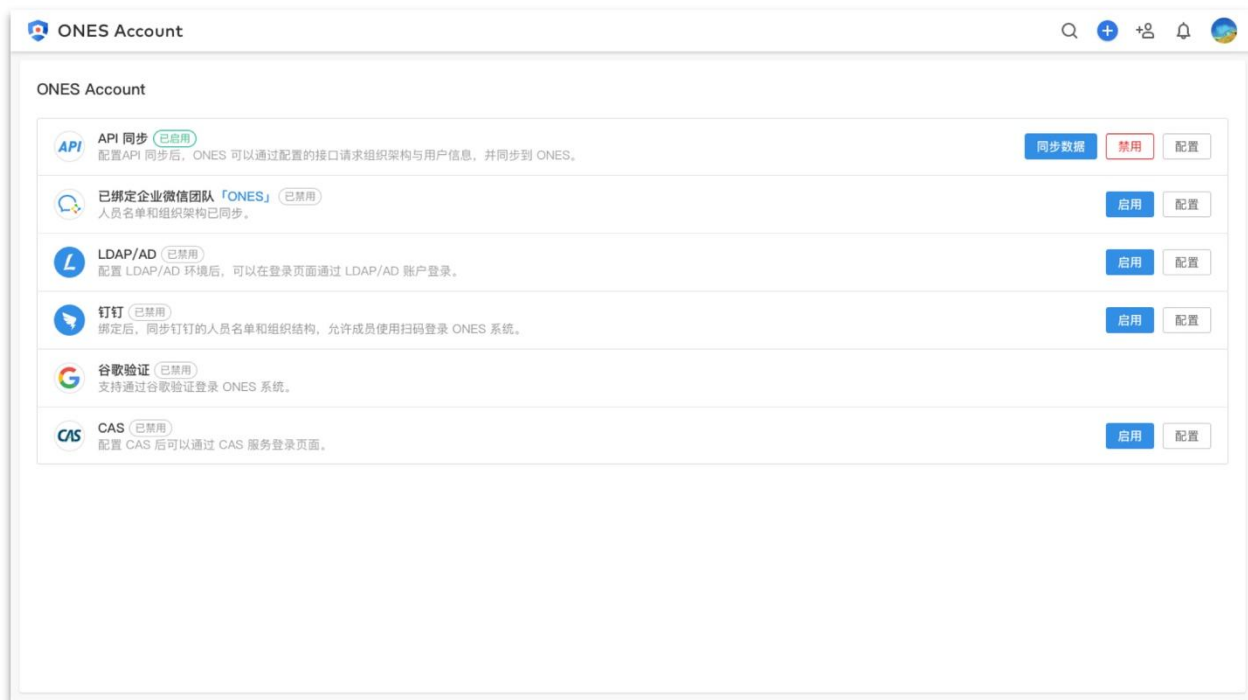 ONES Account
ONES Account
API
API 同步 已启用
配置API 同步后，ONES 可以通过配置的接口请求组织架构与用户信息，并同步到 ONES。
同步数据 禁用 配置
已绑定企业微信团队「ONES」 已禁用
人员名单和组织架构已同步。
启用 配置
LDAP/AD 已禁用
配置 LDAP/AD 环境后，可以在登录页面通过 LDAP/AD 账户登录。
启用 配置
钉钉 已禁用
绑定后，同步钉钉的人员名单和组织结构，允许成员使用扫码登录 ONES 系统。
启用 配置
谷歌验证 已禁用
支持通过谷歌验证登录 ONES 系统。
CAS
CAS 已禁用
配置 CAS 后可以通过 CAS 服务登录页面。
启用 配置